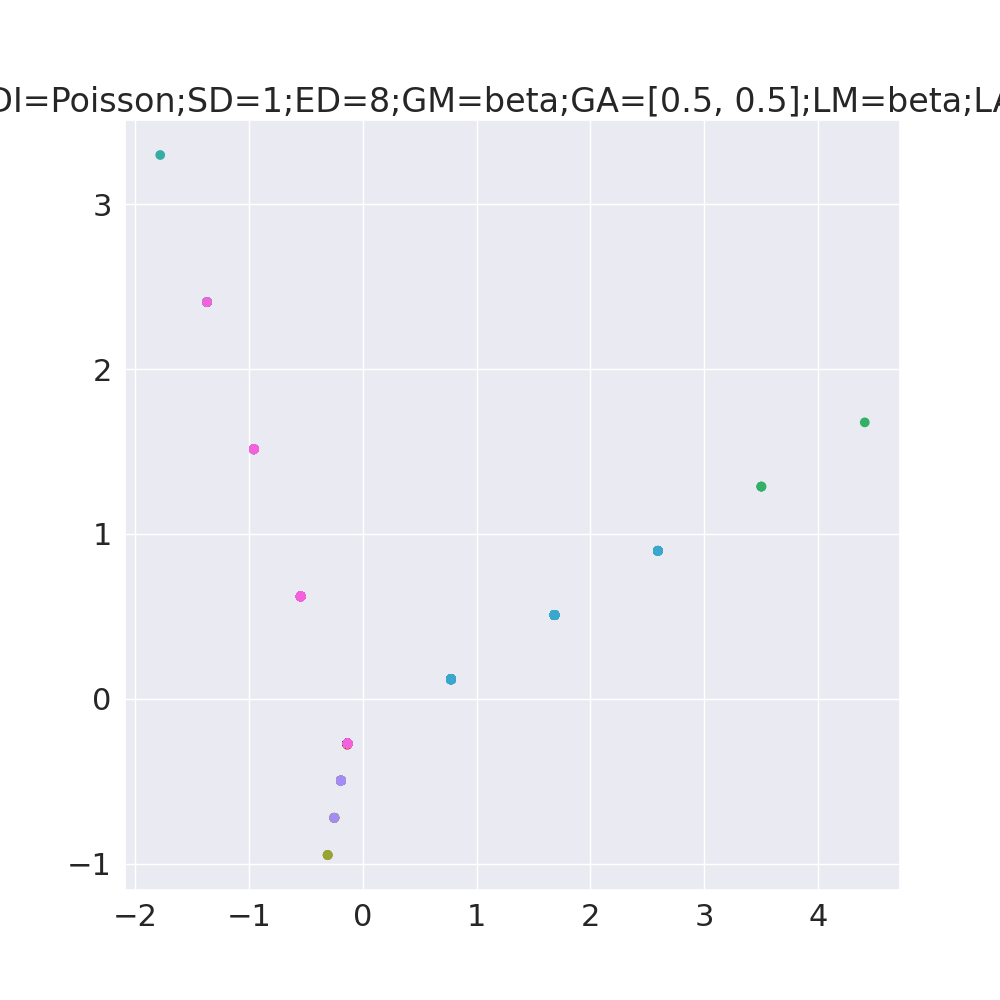 DI=Poisson;SD=1;ED=8;GM=beta;GA=[0.5, 0.5];LM=beta;LA
3
2
1
0
−1
−2 −1 0 1 2 3 4